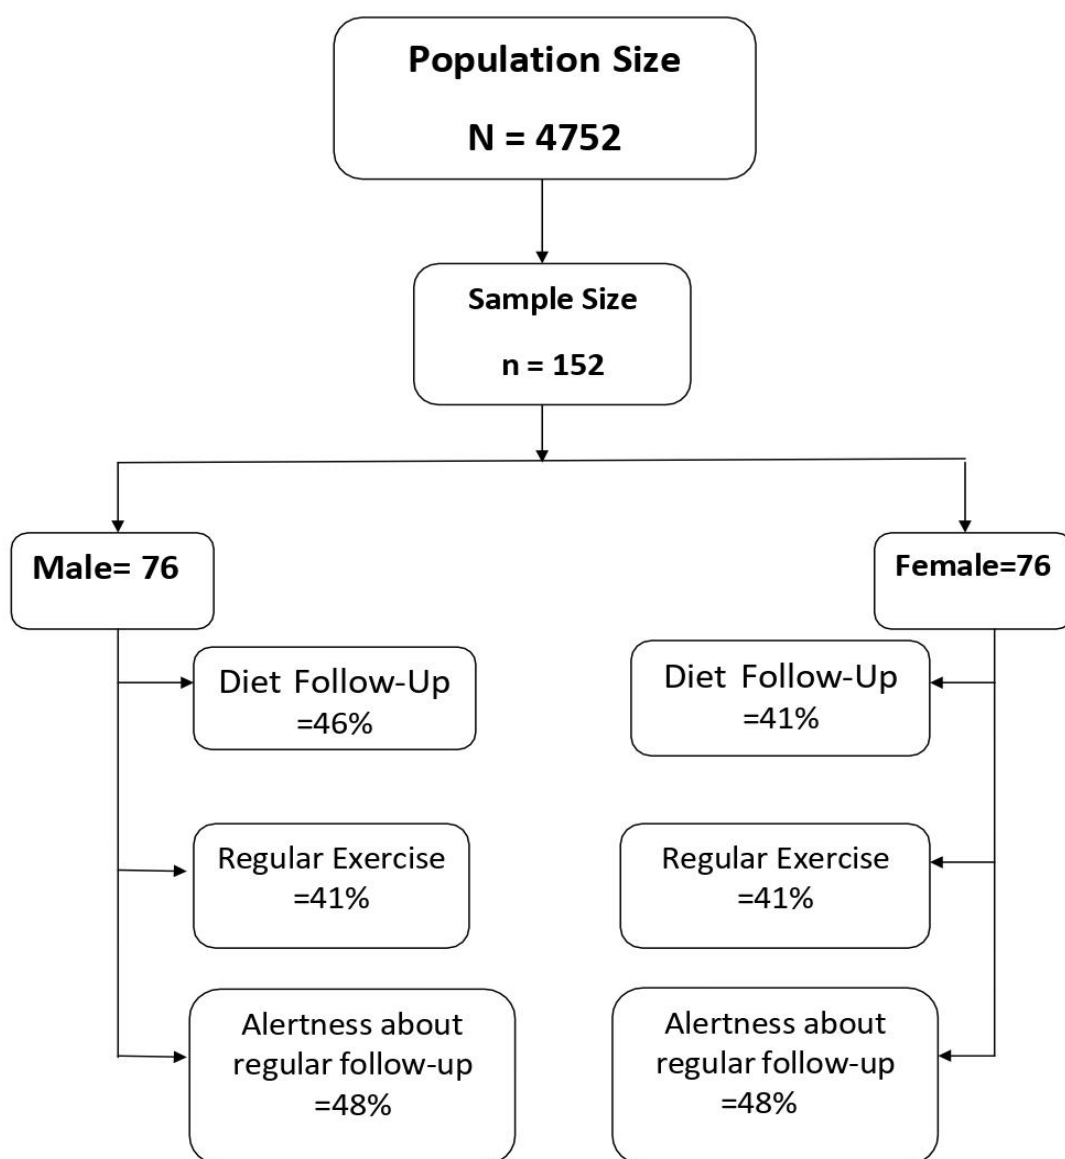 Population Size
N = 4752
Sample Size
n = 152
Male= 76
Female=76
Diet Follow-Up
=46%
Diet Follow-Up
=41%
Regular Exercise
=41%
Regular Exercise
=41%
Alertness about
regular follow-up
=48%
Alertness about
regular follow-up
=48%